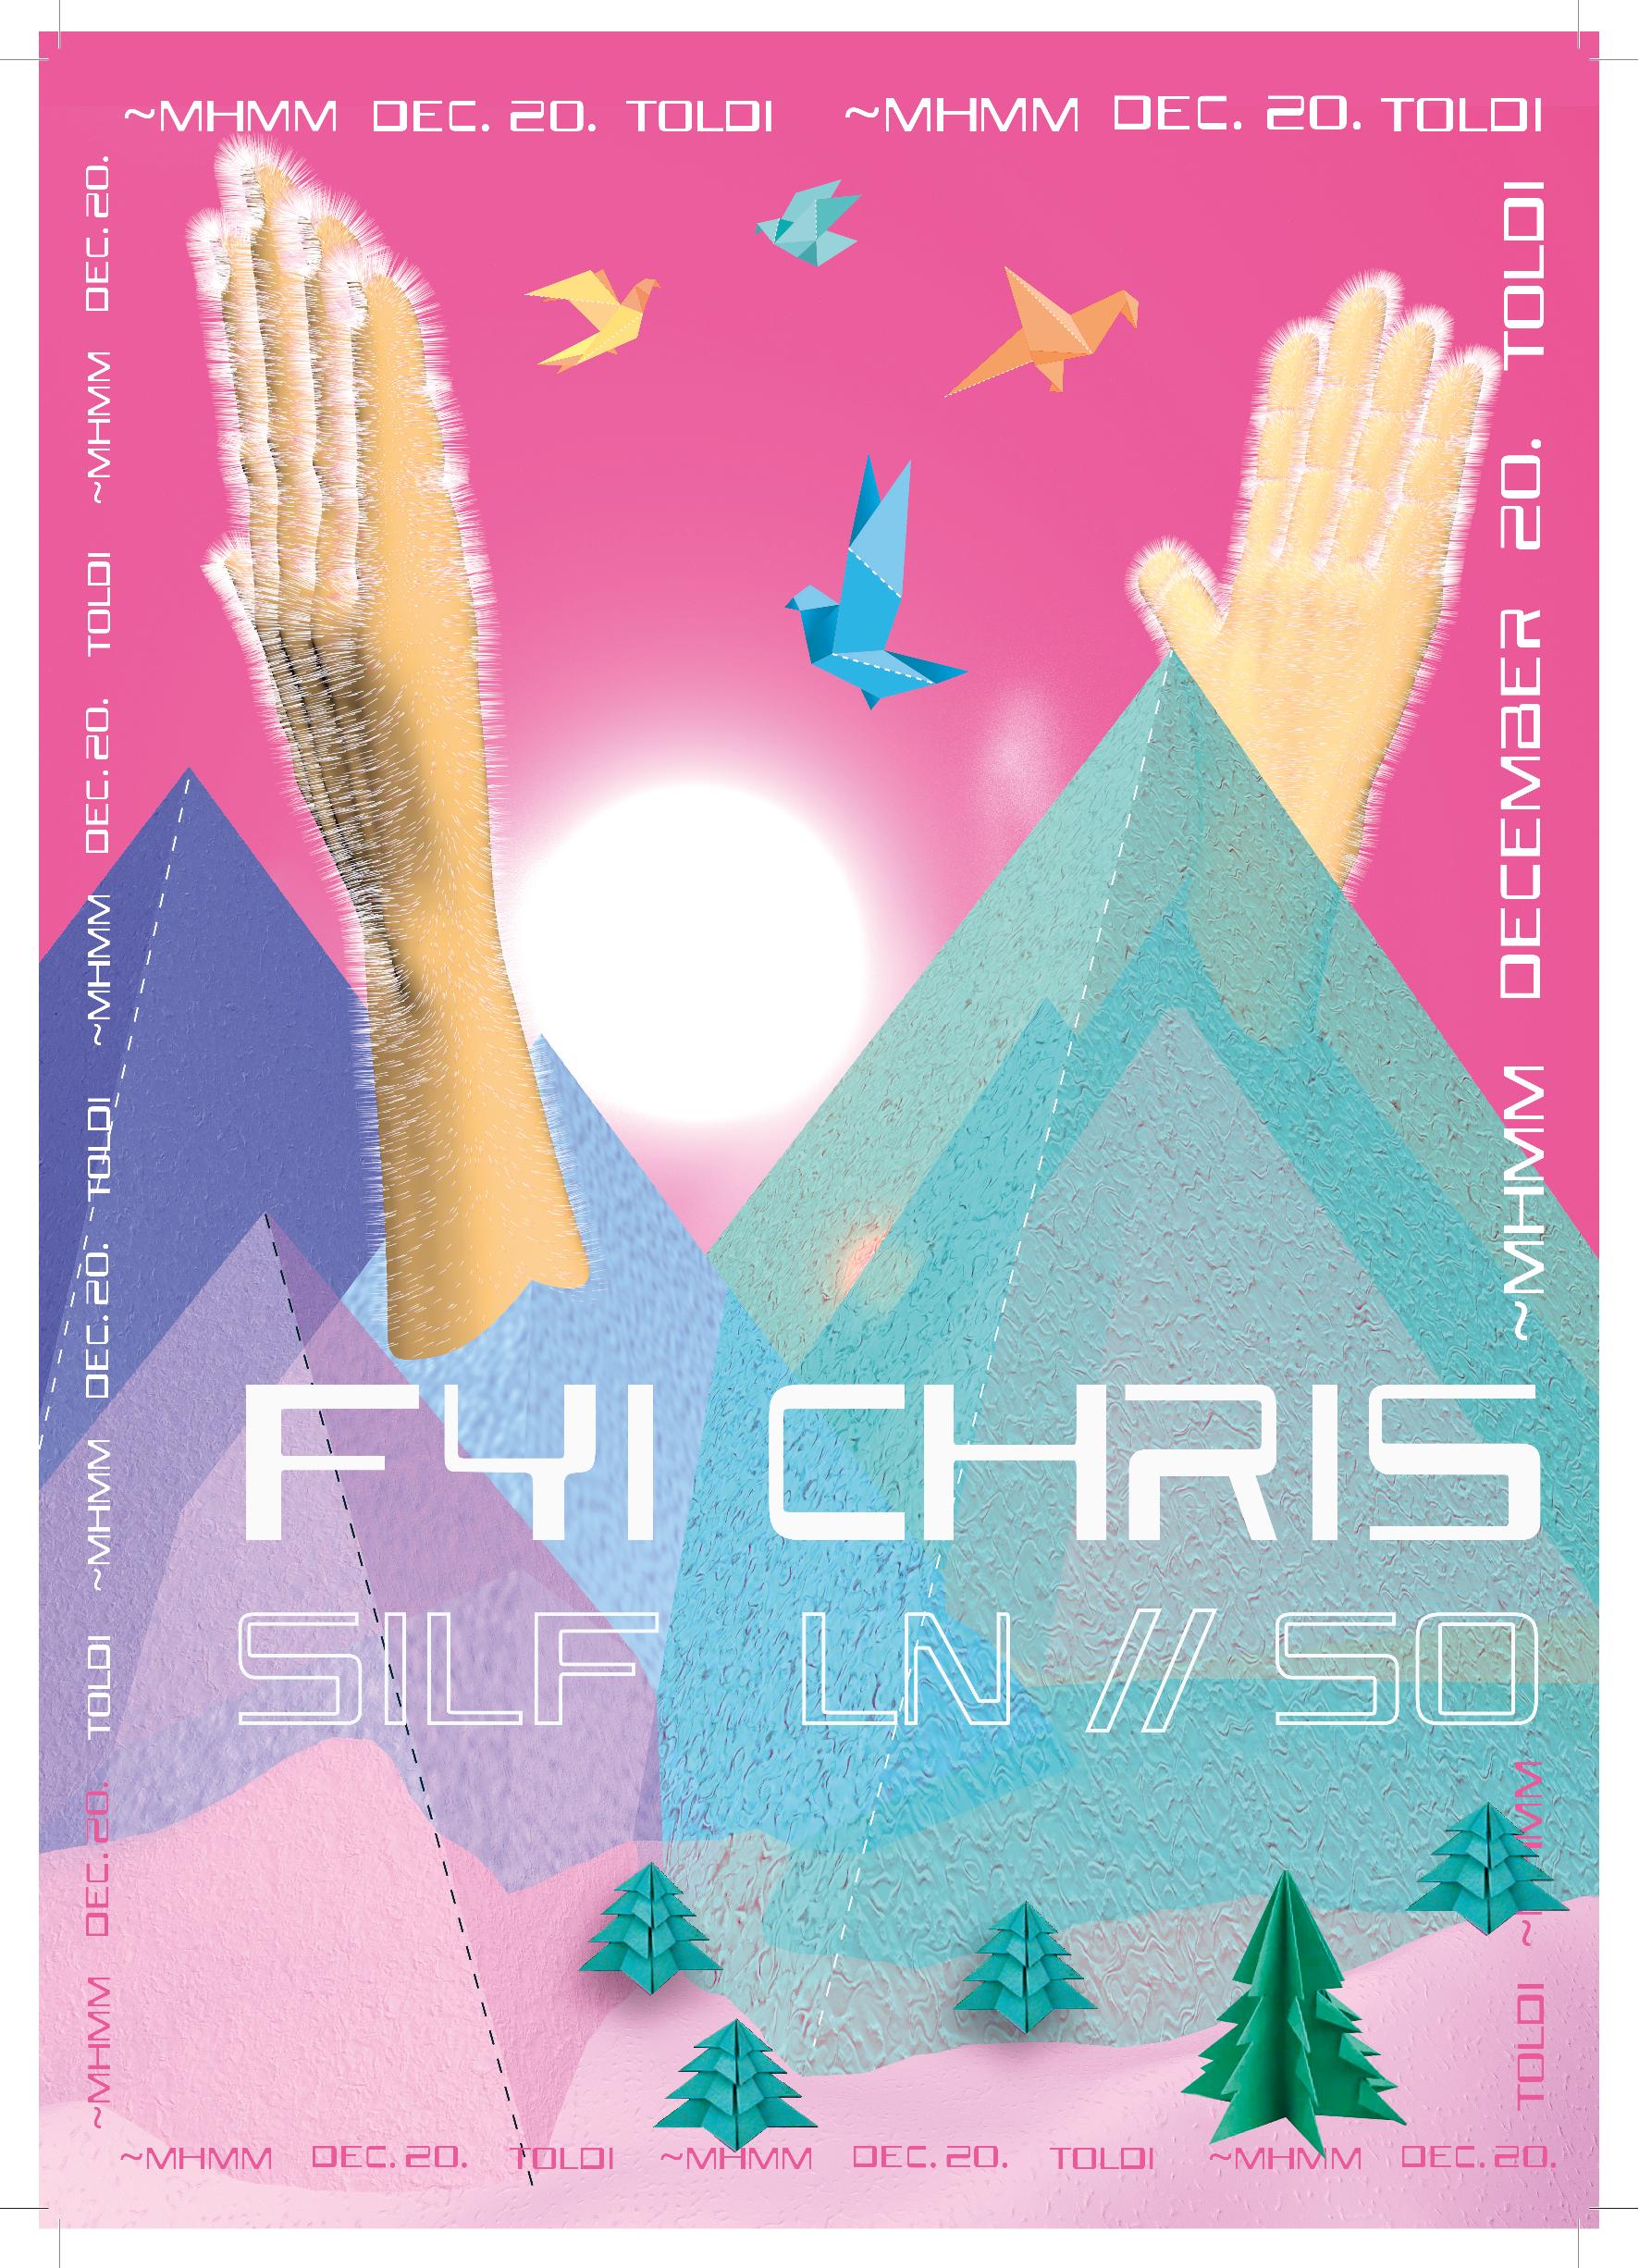 ~MHMM DEC. 20. TOLDI ~MHMM DEC. 20. TOLDI
~MHMM DEC. 20. TOLDI ~MHMM DEC. 20. TOLDI ~MHMM DEC. 20. TOLDI ~MHMM DEC. 20.
TOLDI ~MHMM ~MHMM DECEMBER 20. TOLDI
FYI CHRIS
SILF LN // SO
~MHMM DEC. 20. TOLDI ~MHMM DEC. 20. TOLDI ~MHMM DEC. 20.